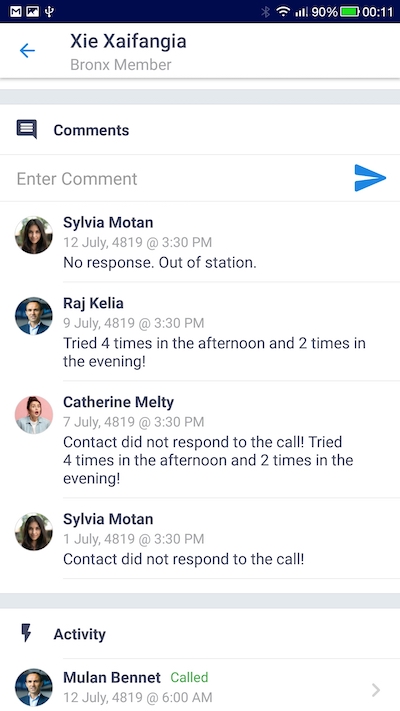 90% 00:11
Xie Xaifangia
Bronx Member
Comments
Enter Comment
Sylvia Motan
12 July, 4819 @ 3:30 PM
No response. Out of station.
Raj Kelia
9 July, 4819 @ 3:30 PM
Tried 4 times in the afternoon and 2 times in
the evening!
Catherine Melty
7 July, 4819 @ 3:30 PM
Contact did not respond to the call! Tried
4 times in the afternoon and 2 times in the
evening!
Sylvia Motan
1 July, 4819 @ 3:30 PM
Contact did not respond to the call!
Activity
Mulan Bennet Called
12 July, 4819 @ 6:00 AM